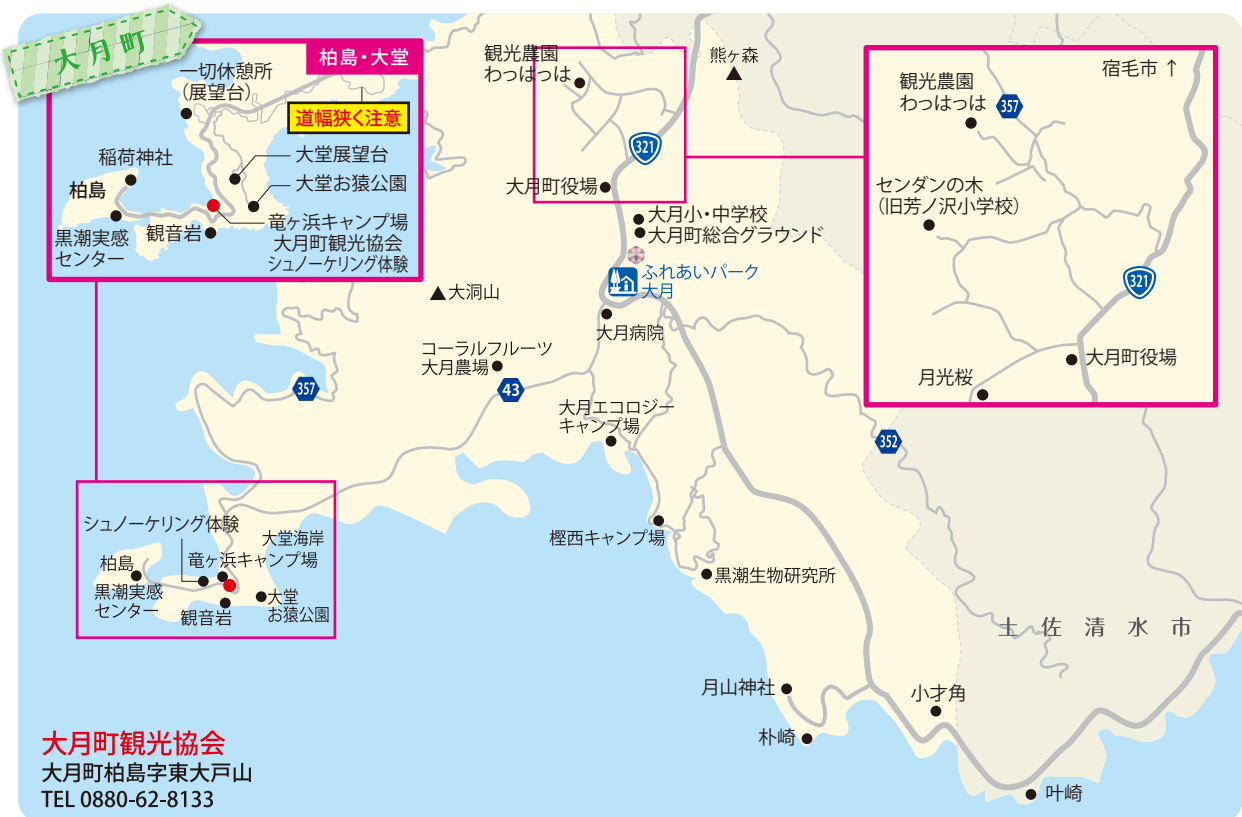 大月町
柏島・大堂
一切休憩所
（展望台）
道幅狭く注意
稲荷神社
大堂展望台
柏島
大堂お猿公園
黒潮実感
センター
観音岩
竜ヶ浜キャンプ場
大月町観光協会
シュノーケリング体験
観光農園
わっはっは
熊ヶ森
321
大月町役場
大月小・中学校
大月町総合グラウンド
ふれあいパーク
大月
大洞山
大月病院
コーラルフルーツ
大月農場
357
43
大月エコロジー
キャンプ場
352
樫西キャンプ場
黒潮生物研究所
宿毛市 ↑
観光農園
わっはっは
357
センダンの木
（旧芳ノ沢小学校）
321
大月町役場
月光桜
シュノーケリング体験
大堂海岸
柏島
竜ヶ浜キャンプ場
黒潮実感
センター
観音岩
大堂
お猿公園
土佐清水市
月山神社
小才角
朴崎
叶崎
大月町観光協会
大月町柏島字東大戸山
TEL 0880-62-8133